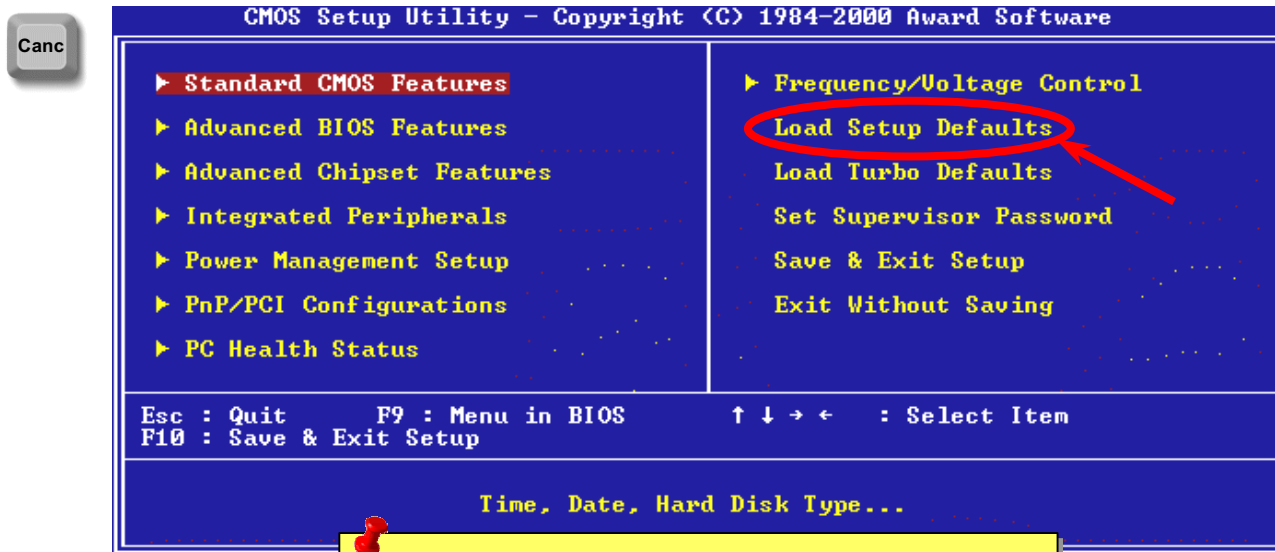 Canc
CMOS Setup Utility – Copyright (C) 1984–2000 Award Software
Standard CMOS Features
Advanced BIOS Features
Advanced Chipset Features
Integrated Peripherals
Power Management Setup
PnP/PCI Configurations
PC Health Status
Frequency/Voltage Control
Load Setup Defaults
Load Turbo Defaults
Set Supervisor Password
Save & Exit Setup
Exit Without Saving
Esc : Quit F9 : Menu in BIOS ↑ ↓ → ← : Select Item
F10 : Save & Exit Setup
Time, Date, Hard Disk Type...